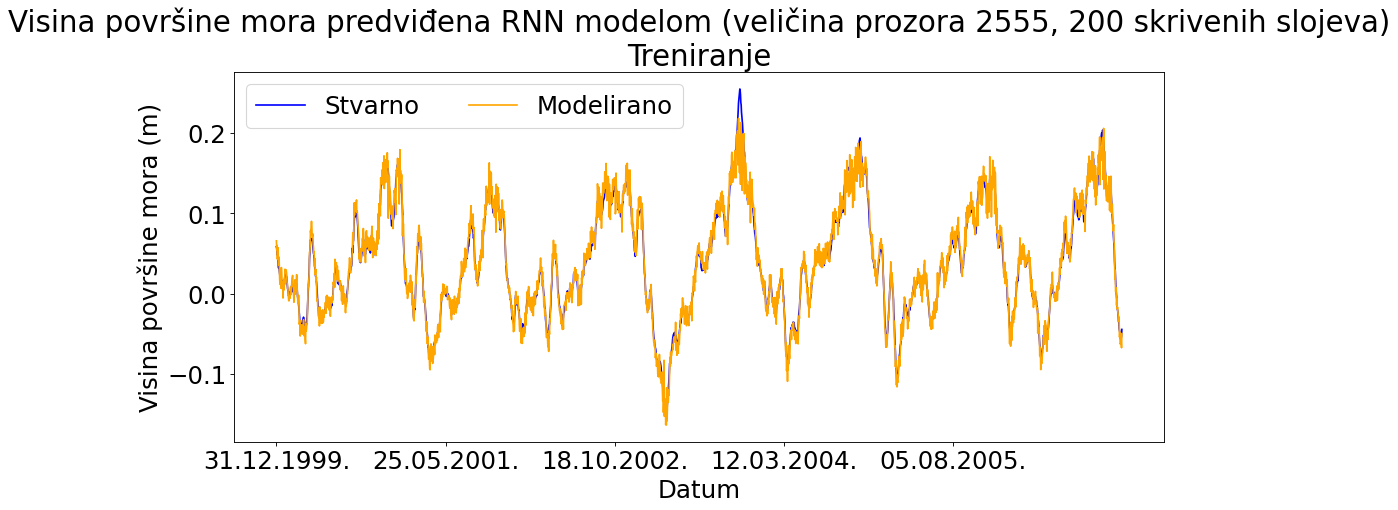 Visina površine mora predviđena RNN modelom (veličina prozora 2555, 200 skrivenih slojeva)
Treniranje
Stvarno Modelirano
Visina površine mora (m)
0.2
0.1
0.0
−0.1
31.12.1999. 25.05.2001. 18.10.2002. 12.03.2004. 05.08.2005.
Datum